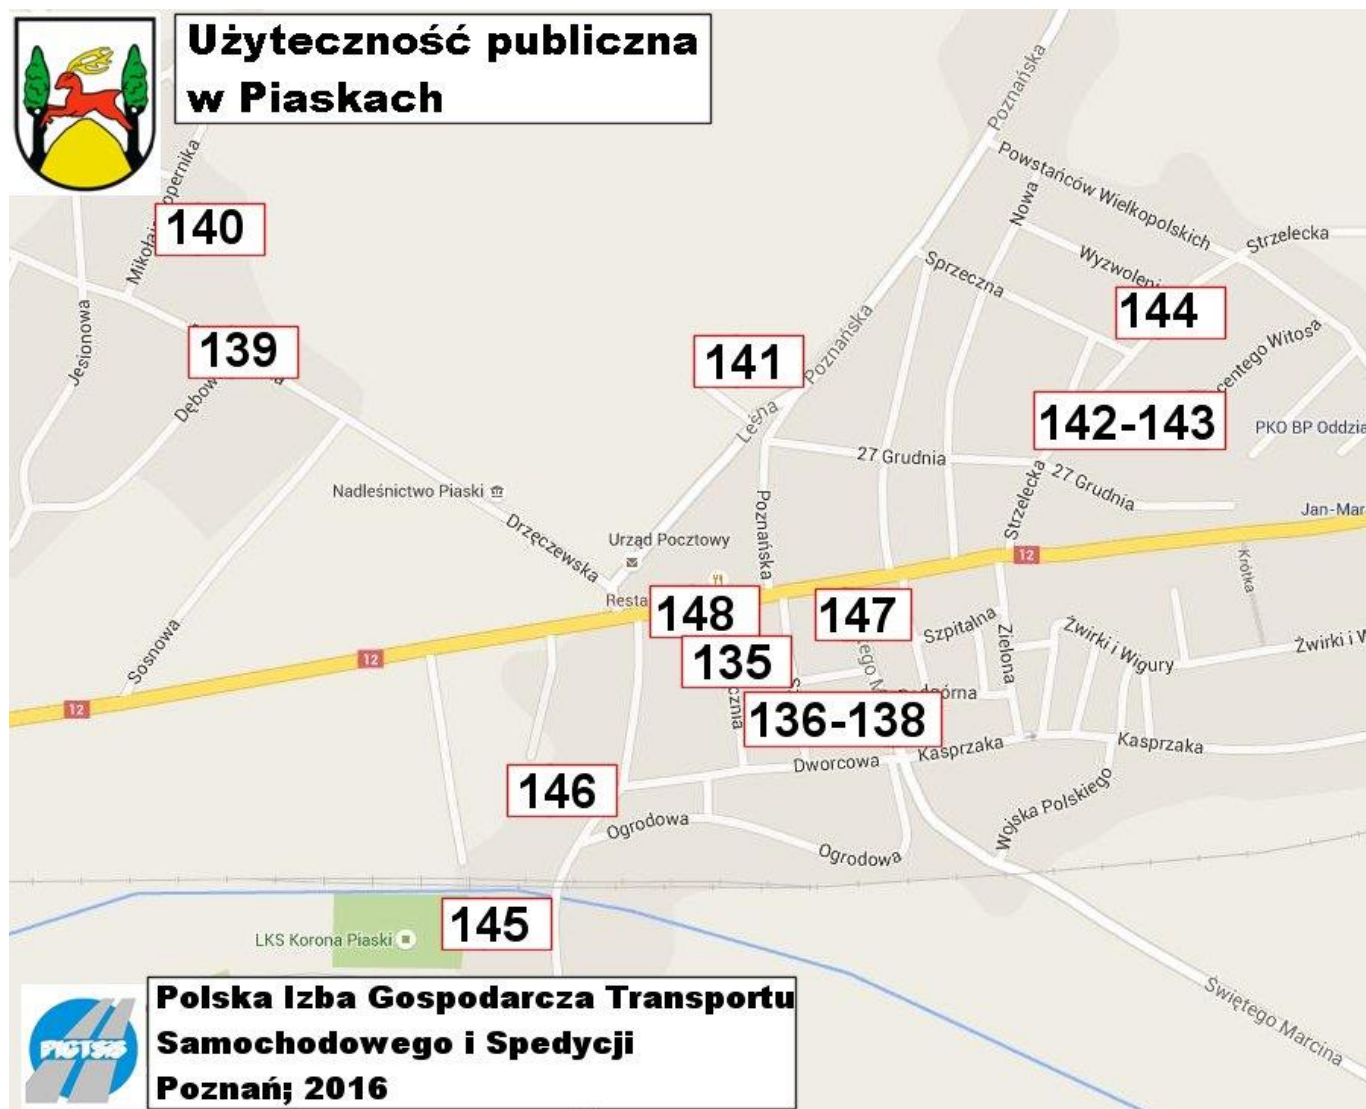 Użyteczność publiczna
w Piaskach
Poznańska
Powstańców Wielkopolskich
Nowa
Strzelecka
Wyzwoleni
Sprzeczna
140
Jesionowa
139
144
141
Poznańska
Leśna
142-143
PKO BP Oddzia
27 Grudnia
27 Grudnia
Nadleśnictwo Piaski
Drzęczewska
Urząd Pocztowy
Poznańska
Strzelecka
Jan-Mar
12
Krótka
Resta
148
147
Szpitalna
Zielona
Żwirki i Wigury
Żwirki i W
Sosnowa
12
135
12
136-138
Dworcowa
Kasprzaka
Kasprzaka
146
Ogrodowa
Ogrodowa
Wojska Polskiego
145
LKS Korona Piaski
Świętego Marcina
PIGTSiS
Polska Izba Gospodarcza Transportu
Samochodowego i Spedycji
Poznań; 2016